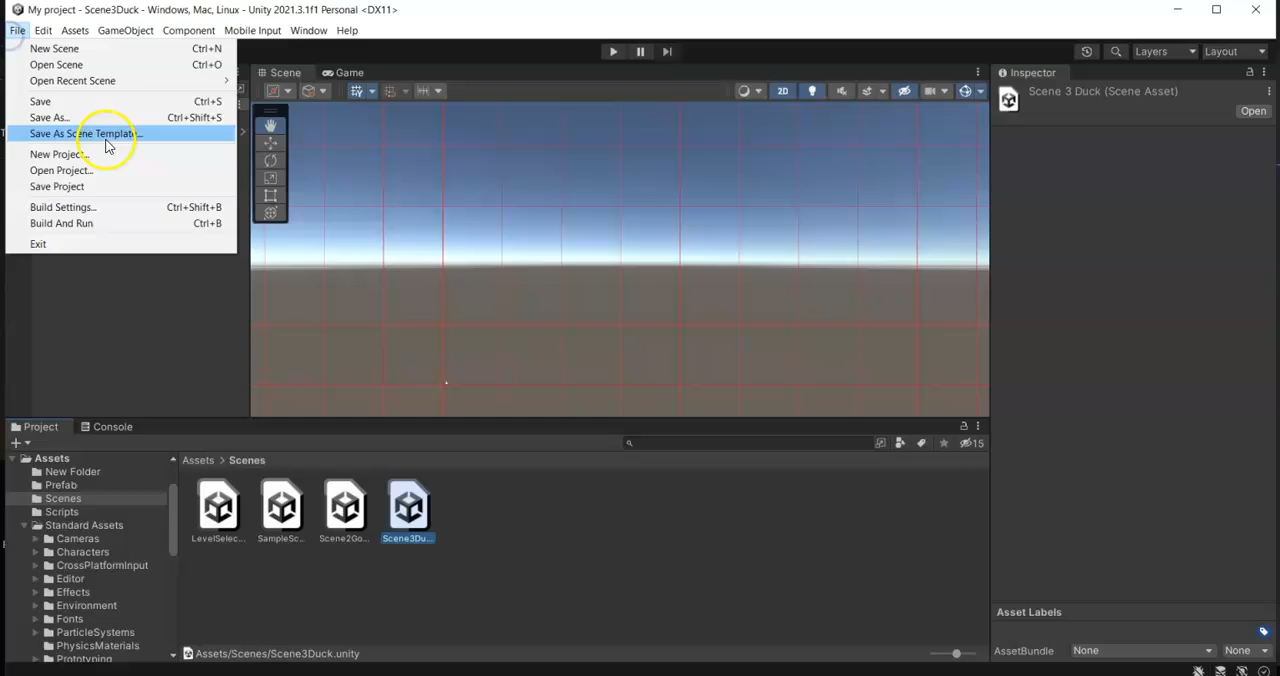 My project - Scene3Duck - Windows, Mac, Linux - Unity 2021.3.1f1 Personal <DX11>
File Edit Assets GameObject Component Mobile Input Window Help
New Scene Ctrl+N
Open Scene Ctrl+O
Open Recent Scene
Save Ctrl+S
Save As... Ctrl+Shift+S
Save As Scene Template...
New Project...
Open Project...
Save Project
Build Settings... Ctrl+Shift+B
Build And Run Ctrl+B
Exit
Layers Layout
Scene Game
2D
Inspector
Scene 3 Duck (Scene Asset)
Open
Project Console
15
Assets
New Folder
Prefab
Scenes
Scripts
Standard Assets
Cameras
Characters
CrossPlatformInput
Editor
Effects
Environment
Fonts
ParticleSystems
PhysicsMaterials
Prototyping
Assets > Scenes
LevelSelec... SampleSc... Scene2Go... Scene3Du...
Assets/Scenes/Scene3Duck.unity
Asset Labels
AssetBundle None None